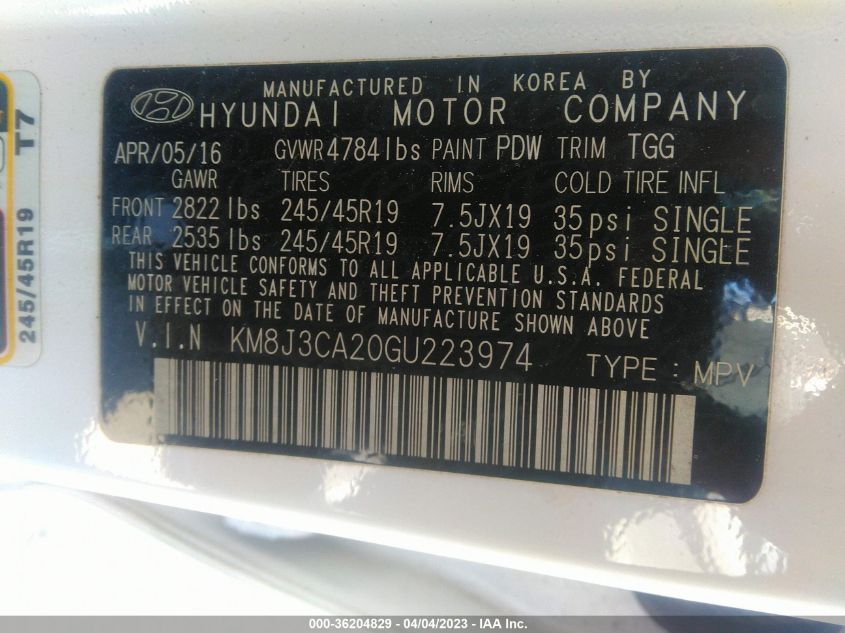 MANUFACTURED IN KOREA BY
HYUNDAI MOTOR COMPANY
APR/05/16 GVWR 4784lbs PAINT PDW TRIM TGG
GAWR TIRES RIMS COLD TIRE INFL
FRONT 2822lbs 245/45R19 7.5JX19 35psi SINGLE
REAR 2535lbs 245/45R19 7.5JX19 35psi SINGLE
THIS VEHICLE CONFORMS TO ALL APPLICABLE U.S.A. FEDERAL
MOTOR VEHICLE SAFETY AND THEFT PREVENTION STANDARDS
IN EFFECT ON THE DATE OF MANUFACTURE SHOWN ABOVE
V.I.N KM8J3CA20GU223974 TYPE : MPV
245/45R19 T7
000-36204829 - 04/04/2023 - © IAA Inc.